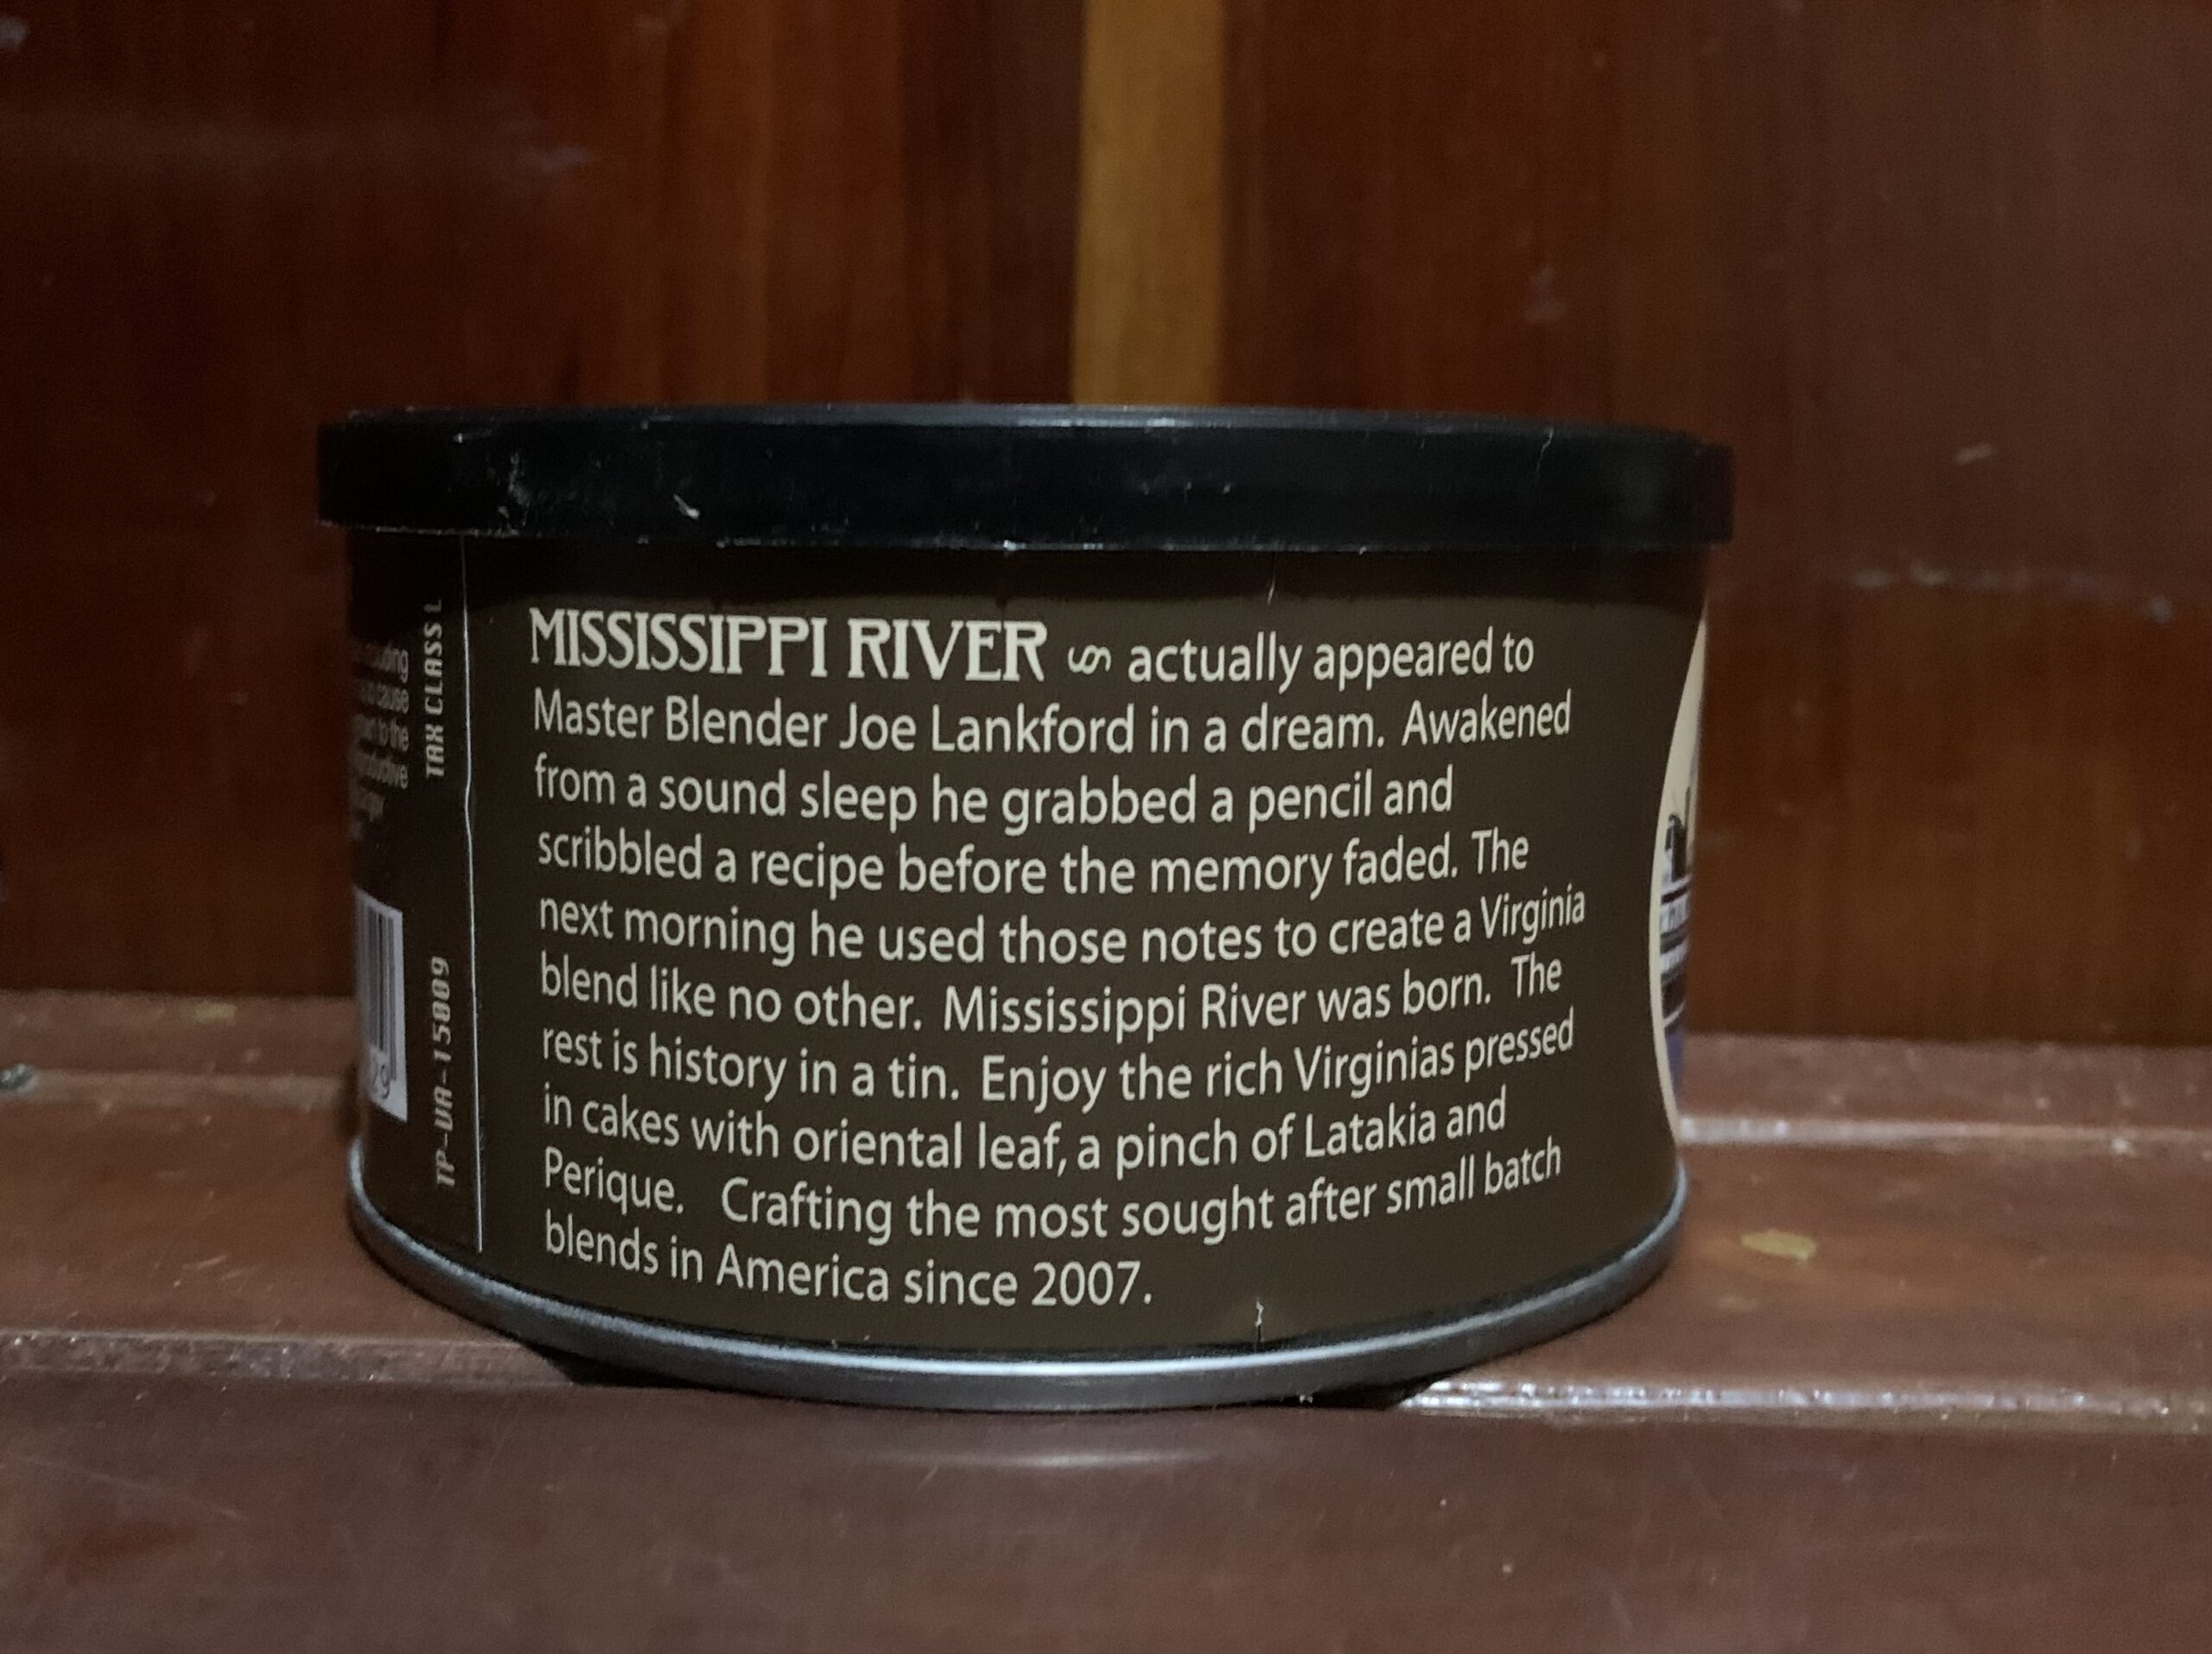 MISSISSIPPI RIVER actually appeared to
Master Blender Joe Lankford in a dream. Awakened
from a sound sleep he grabbed a pencil and
scribbled a recipe before the memory faded. The
next morning he used those notes to create a Virginia
blend like no other. Mississippi River was born. The
rest is history in a tin. Enjoy the rich Virginias pressed
in cakes with oriental leaf, a pinch of Latakia and
Perique. Crafting the most sought after small batch
blends in America since 2007.
TAX CLASS L
TP-VA-15009
cause
to the